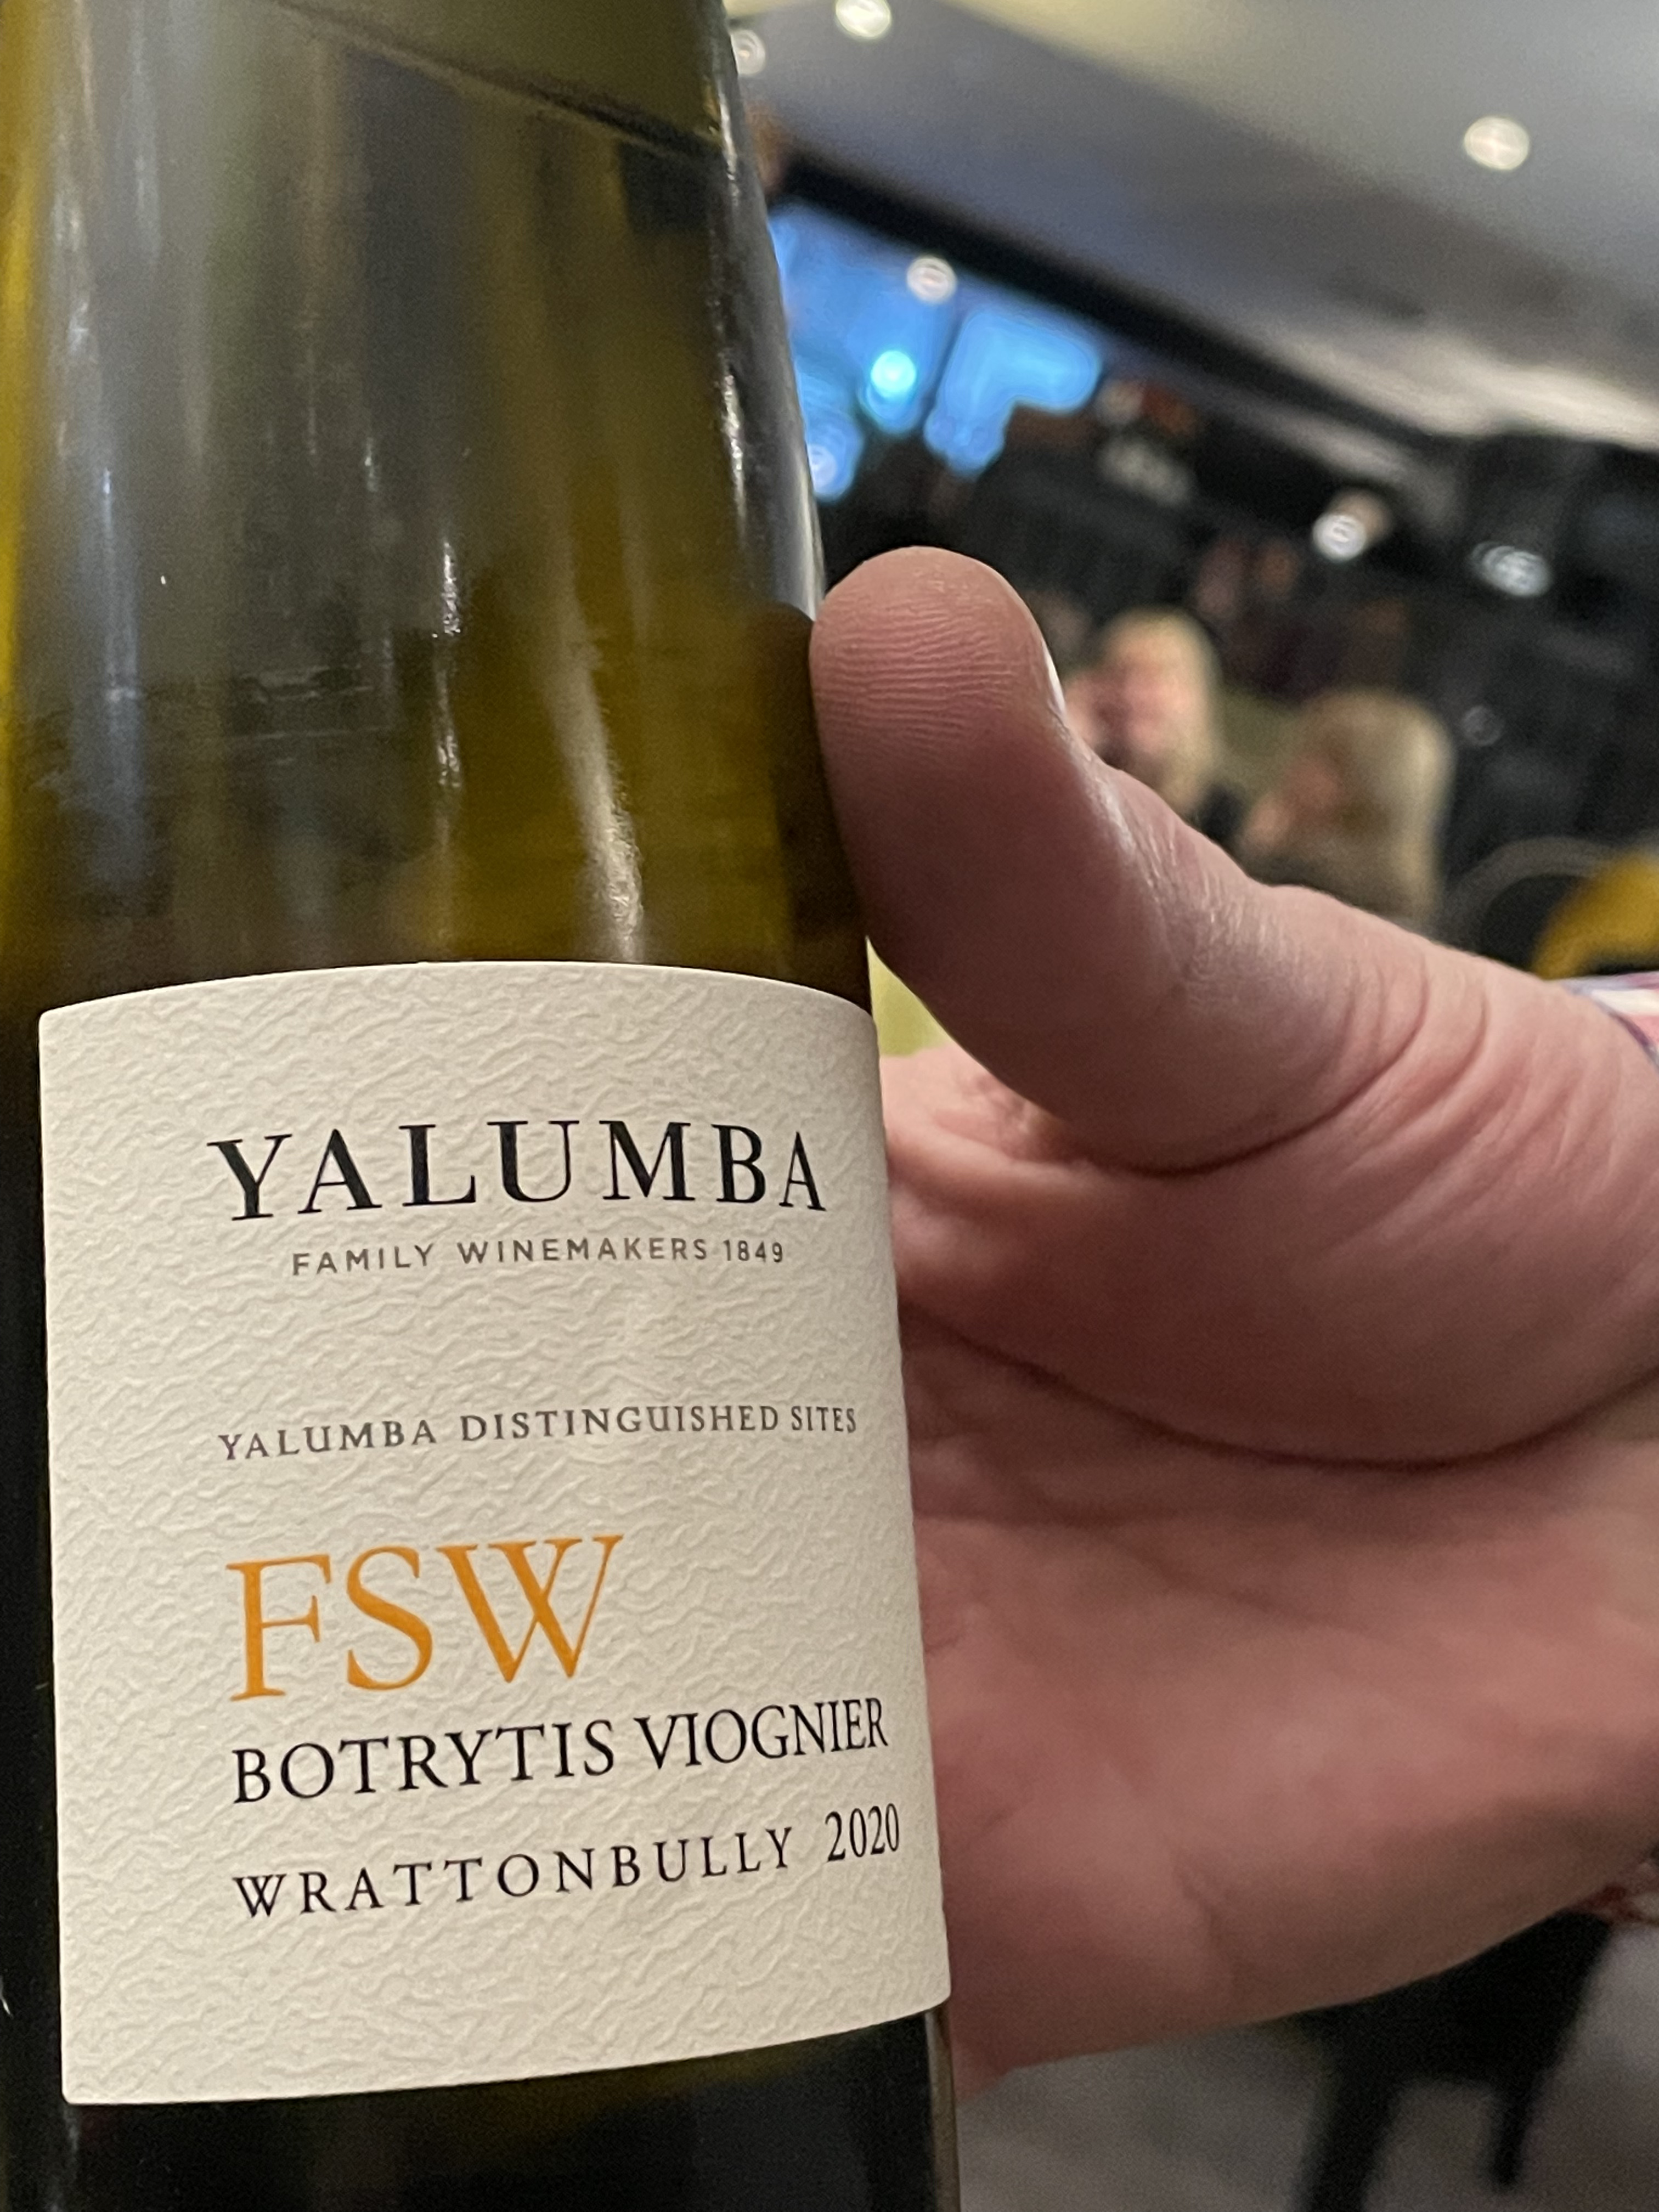 YALUMBA
FAMILY WINEMAKERS 1849
YALUMBA DISTINGUISHED SITES
FSW
BOTRYTIS VIOGNIER
WRATTONBULLY 2020